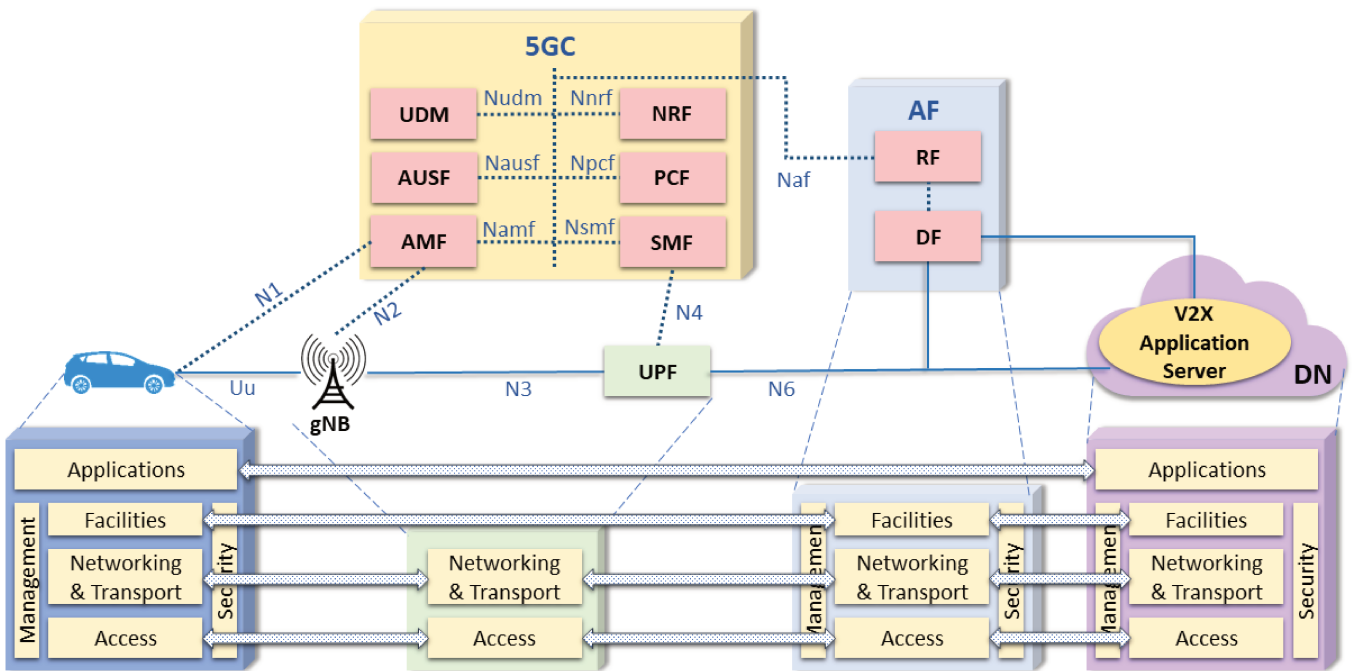 5GC
UDM
Nudm
Nnrf
NRF
AUSF
Nausf
Npcf
PCF
AMF
Namf
Nsmf
SMF
AF
RF
Naf
DF
N1
N2
N4
V2X
Application
Server
DN
Uu
gNB
N3
UPF
N6
Applications
Applications
Management
Facilities
Networking
& Transport
Access
Security
Networking
& Transport
Access
Management
Facilities
Networking
& Transport
Access
Security
Management
Facilities
Networking
& Transport
Access
Security